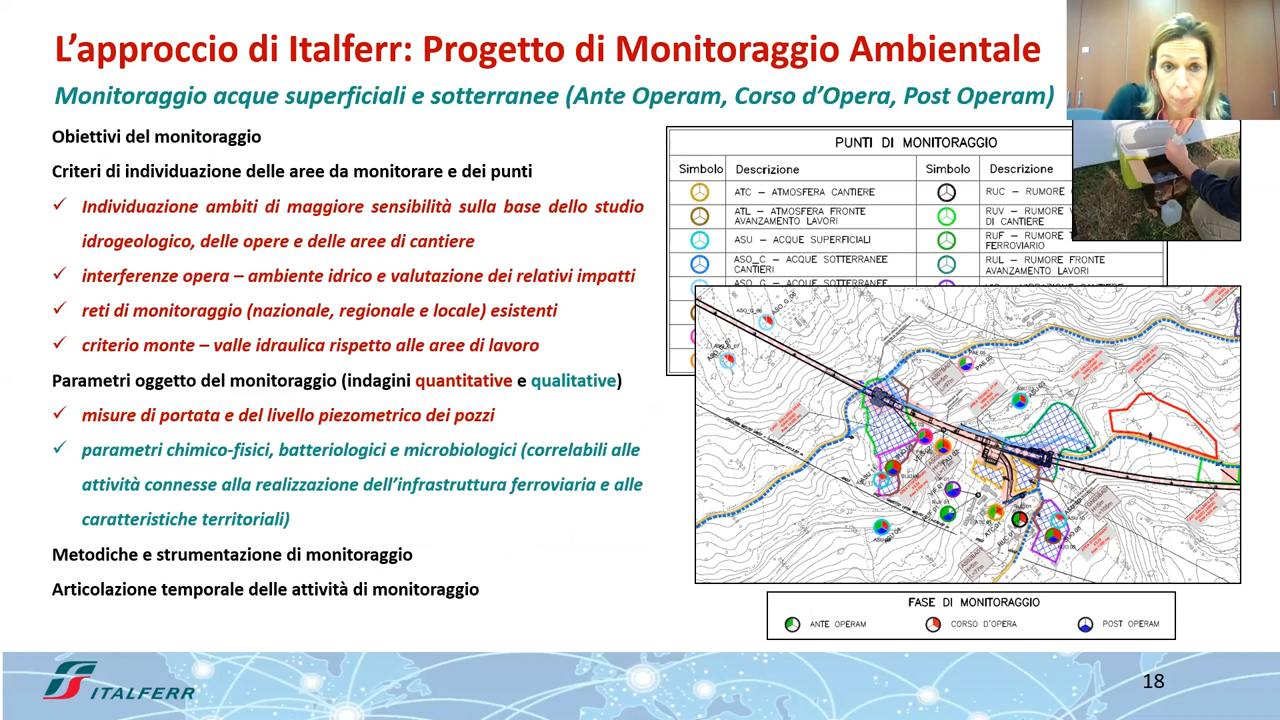 L'approccio di Italferr: Progetto di Monitoraggio Ambientale
Monitoraggio acque superficiali e sotterranee (Ante Operam, Corso d'Opera, Post Operam)
Obiettivi del monitoraggio
Criteri di individuazione delle aree da monitorare e dei punti
✓ Individuazione ambiti di maggiore sensibilità sulla base dello studio
idrogeologico, delle opere e delle aree di cantiere
✓ interferenze opera – ambiente idrico e valutazione dei relativi impatti
✓ reti di monitoraggio (nazionale, regionale e locale) esistenti
✓ criterio monte – valle idraulica rispetto alle aree di lavoro
Parametri oggetto del monitoraggio (indagini quantitative e qualitative)
✓ misure di portata e del livello piezometrico dei pozzi
✓ parametri chimico-fisici, batteriologici e microbiologici (correlabili alle
attività connesse alla realizzazione dell'infrastruttura ferroviaria e alle
caratteristiche territoriali)
Metodiche e strumentazione di monitoraggio
Articolazione temporale delle attività di monitoraggio
PUNTI DI MONITORAGGIO
Simbolo Descrizione Simbolo Descrizione
ATC – ATMOSFERA CANTIERE
RUC – RUMORE
ATL – ATMOSFERA FRONTE
AVANZAMENTO LAVORI
RUV – RUMORE
DI CANTIERE
ASU – ACQUE SUPERFICIALI
RUF – RUMORE
FERROVIARIO
ASO_C – ACQUE SOTTERRANEE
CANTIERI
RUL – RUMORE FRONTE
AVANZAMENTO LAVORI
ASO_G – ACQUE SOTTERRANEE
FASE DI MONITORAGGIO
ANTE OPERAM CORSO D'OPERA POST OPERAM
ITALFERR
18